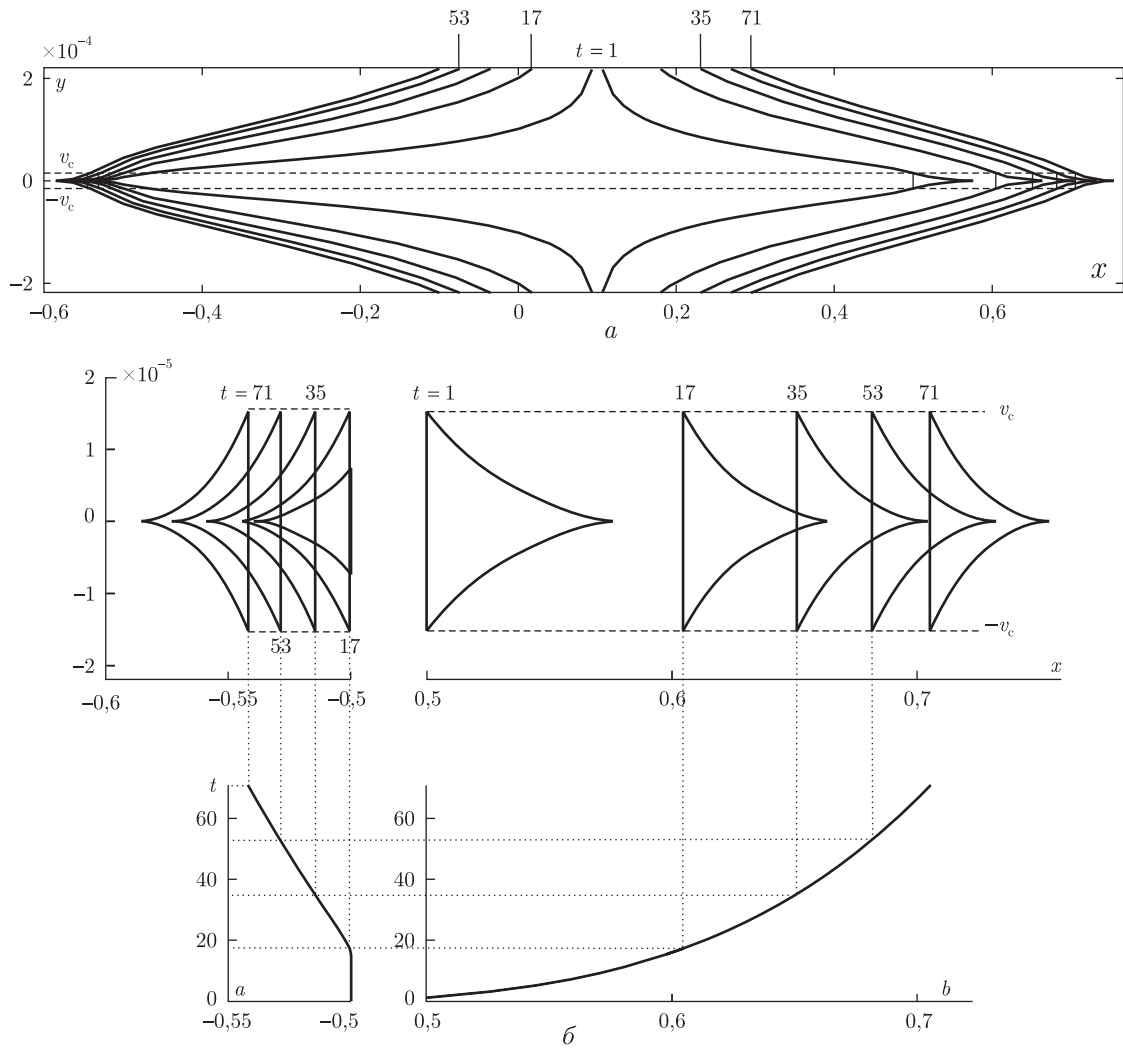 53 17 35 71
×10⁻⁴ t = 1
2 y
v_c
0
−v_c
−2 x
−0,6 −0,4 −0,2 0 0,2 0,4 0,6
а
2 ×10⁻⁵
t = 71 35 t = 1 17 35 53 71
v_c
1
0
−1
−v_c
53 17
−2 x
−0,6 −0,55 −0,5 0,5 0,6 0,7
t
60 60
40 40
20 20
0 a 0 b
−0,55 −0,5 0,5 0,6 0,7
б